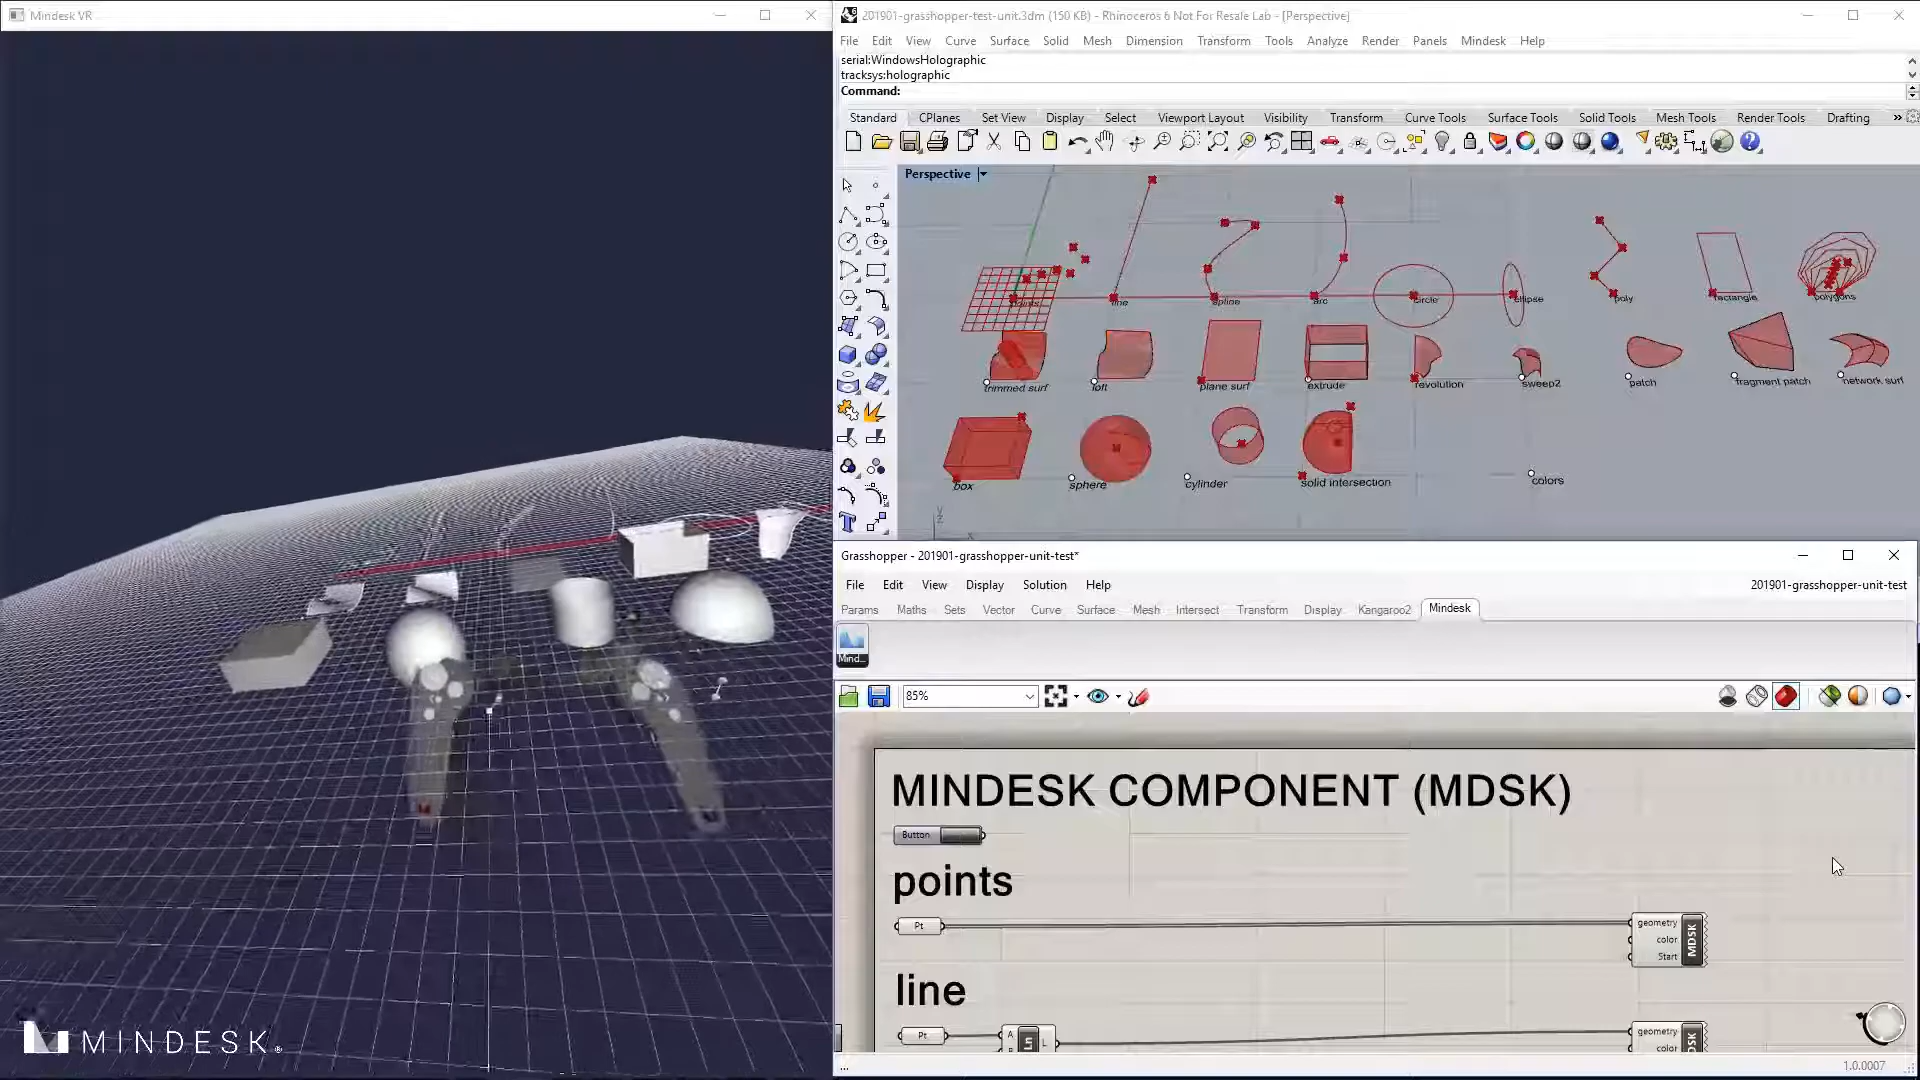 Mindesk VR
MINDESK®
201901-grasshopper-test-unit.3dm (150 KB) - Rhinoceros 6 Not For Resale Lab - [Perspective]
File Edit View Curve Surface Solid Mesh Dimension Transform Tools Analyze Render Panels Mindesk Help
serial:WindowsHolographic
tracksys:holographic
Command:
Standard CPlanes Set View Display Select Viewport Layout Visibility Transform Curve Tools Surface Tools Solid Tools Mesh Tools Render Tools Drafting »
Perspective
points line spline arc circle ellipse poly rectangle polygons
trimmed surf loft plane surf extrude revolution sweep2 patch fragment patch network surf
box sphere cylinder solid intersection colors
Grasshopper - 201901-grasshopper-unit-test*
File Edit View Display Solution Help 201901-grasshopper-unit-test
Params Maths Sets Vector Curve Surface Mesh Intersect Transform Display Kangaroo2 Mindesk
Mind...
85%
MINDESK COMPONENT (MDSK)
Button
points
Pt geometry
color
Start
MDSK
line
Pt A Ln L geometry
color
... 1.0.0007